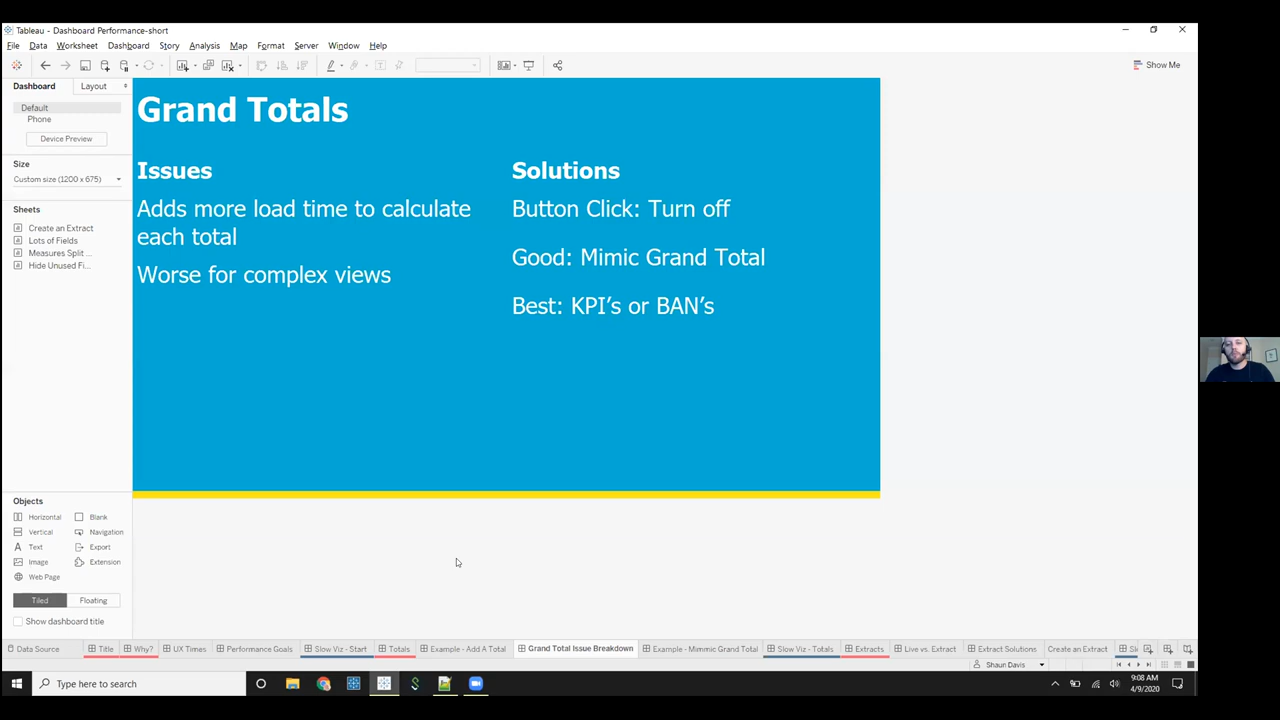 Tableau - Dashboard Performance-short
File Data Worksheet Dashboard Story Analysis Map Format Server Window Help
Show Me
Dashboard Layout
Default
Phone
Device Preview
Size
Custom size (1200 x 675)
Sheets
Create an Extract
Lots of Fields
Measures Split ...
Hide Unused Fi...
Grand Totals
Issues
Adds more load time to calculate
each total
Worse for complex views
Solutions
Button Click: Turn off
Good: Mimic Grand Total
Best: KPI’s or BAN’s
Objects
Horizontal Blank
Vertical Navigation
Text Export
Image Extension
Web Page
Tiled Floating
Show dashboard title
Data Source Title Why? UX Times Performance Goals Slow Viz - Start Totals Example - Add A Total Grand Total Issue Breakdown Example - Mimmic Grand Total Slow Viz - Totals Extracts Live vs. Extract Extract Solutions Create an Extract
Shaun Davis
Type here to search
9:08 AM
4/9/2020